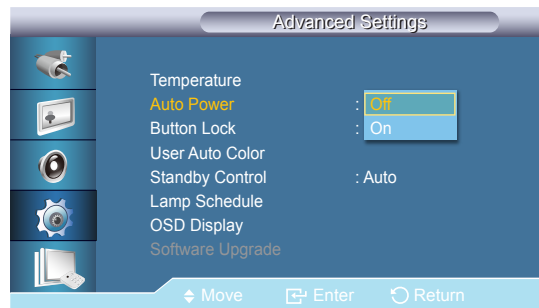 Advanced Settings
Temperature
Auto Power : Off
Button Lock : On
User Auto Color
Standby Control : Auto
Lamp Schedule
OSD Display
Software Upgrade
Move Enter Return